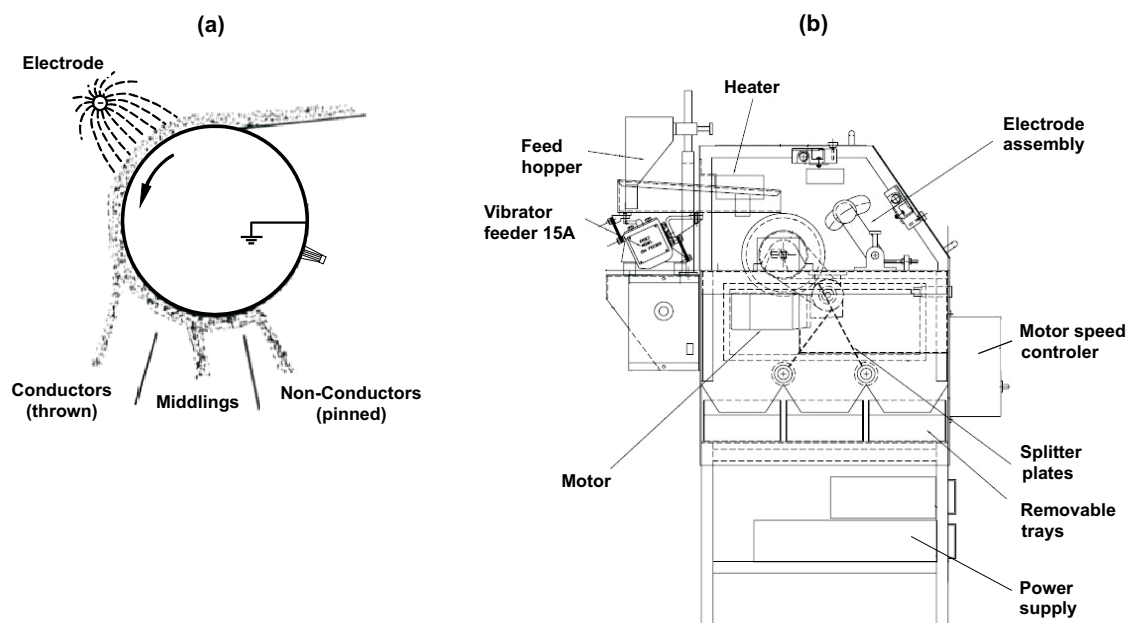 (a)
Electrode
Conductors
(thrown)
Middlings
Non-Conductors
(pinned)
(b)
Heater
Feed
hopper
Vibrator
feeder 15A
Electrode
assembly
Motor speed
controler
Motor
Splitter
plates
Removable
trays
Power
supply